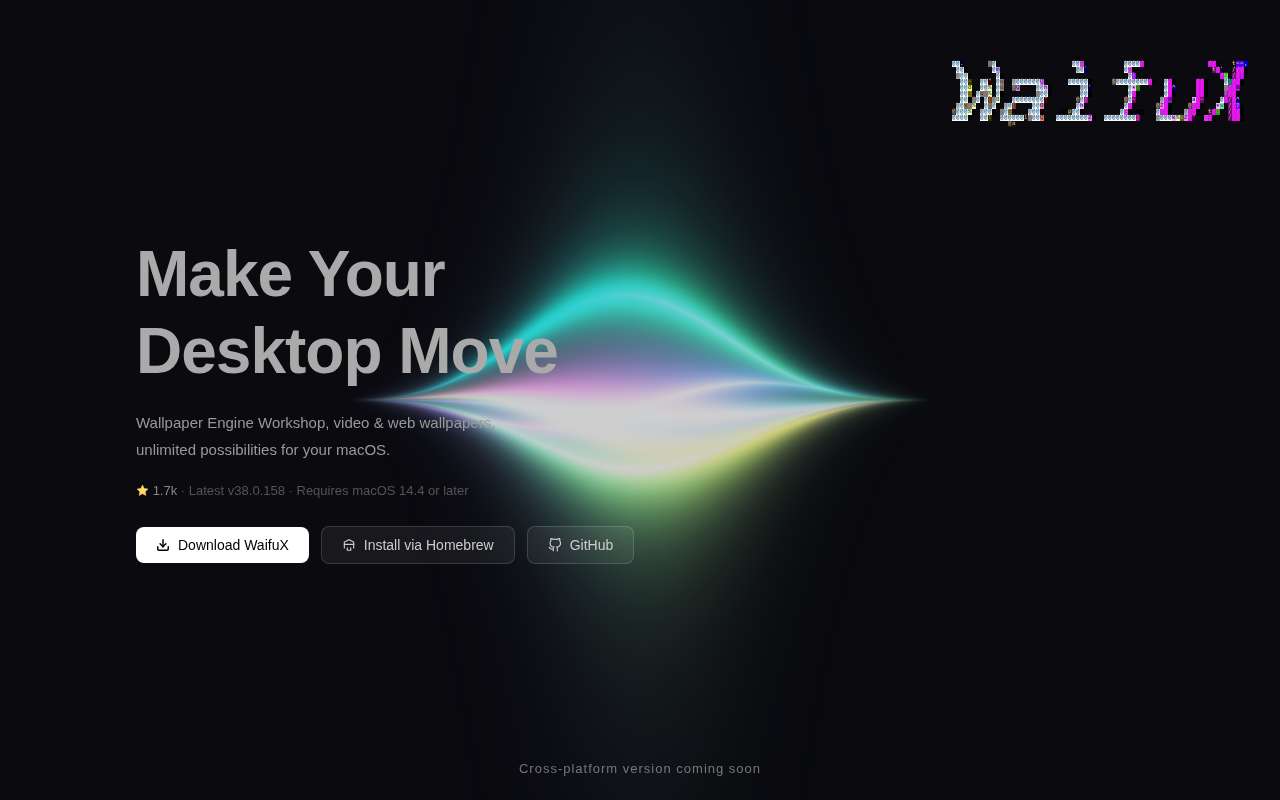 WaifuX
Make Your
Desktop Move
Wallpaper Engine Workshop, video & web wallpapers,
unlimited possibilities for your macOS.
1.7k · Latest v38.0.158 · Requires macOS 14.4 or later
Download WaifuX
Install via Homebrew
GitHub
Cross-platform version coming soon